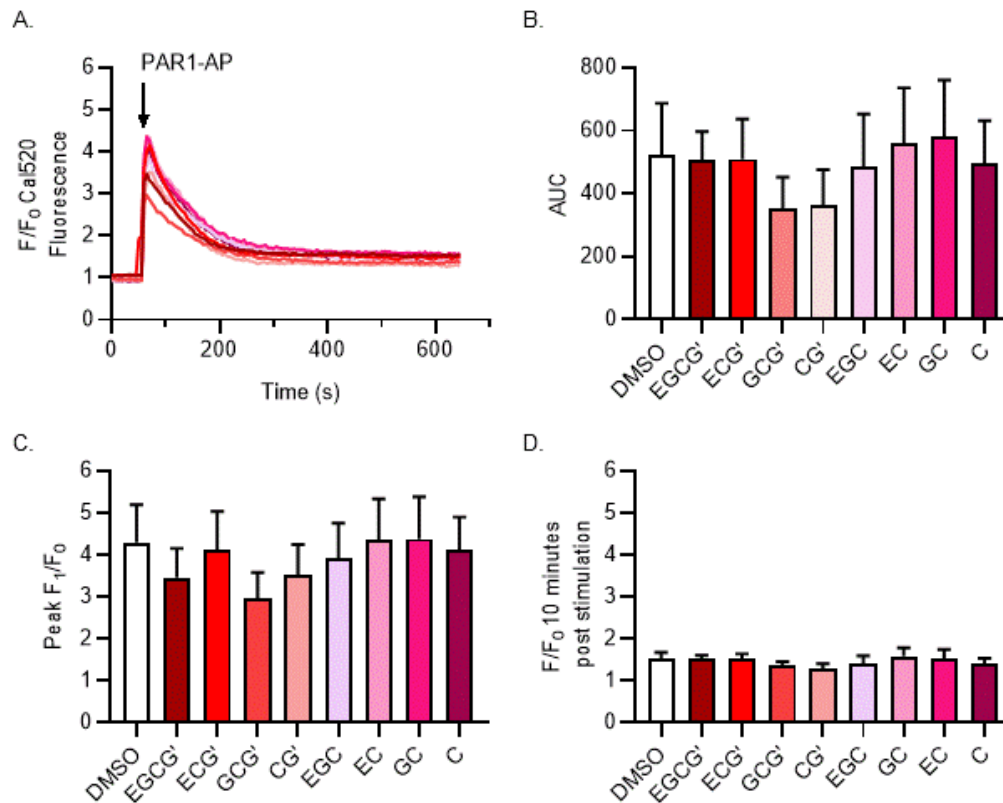 A.
PAR1-AP
F/F0 Cal520
Fluorescence
6
5
4
3
2
1
0
0 200 400 600
Time (s)
B.
AUC
800
600
400
200
0
DMSO EGCG' ECG' GCG' CG' EGC EC GC C
C.
Peak F1/F0
6
5
4
3
2
1
0
DMSO EGCG' ECG' GCG' CG' EGC EC GC C
D.
F/F0 10 minutes
post stimulation
6
5
4
3
2
1
0
DMSO EGCG' ECG' GCG' CG' EGC GC EC C